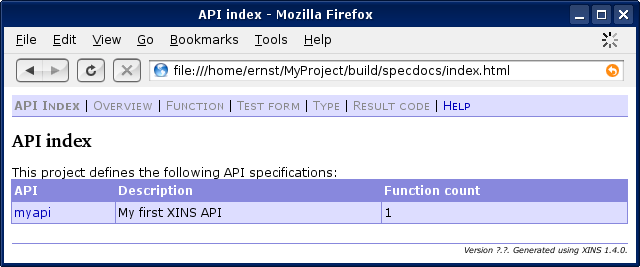 API index - Mozilla Firefox
File Edit View Go Bookmarks Tools Help
file:///home/ernst/MyProject/build/specdocs/index.html
API INDEX | OVERVIEW | FUNCTION | TEST FORM | TYPE | RESULT CODE | HELP
API index
This project defines the following API specifications:
API Description Function count
myapi My first XINS API 1
Version ?.?. Generated using XINS 1.4.0.